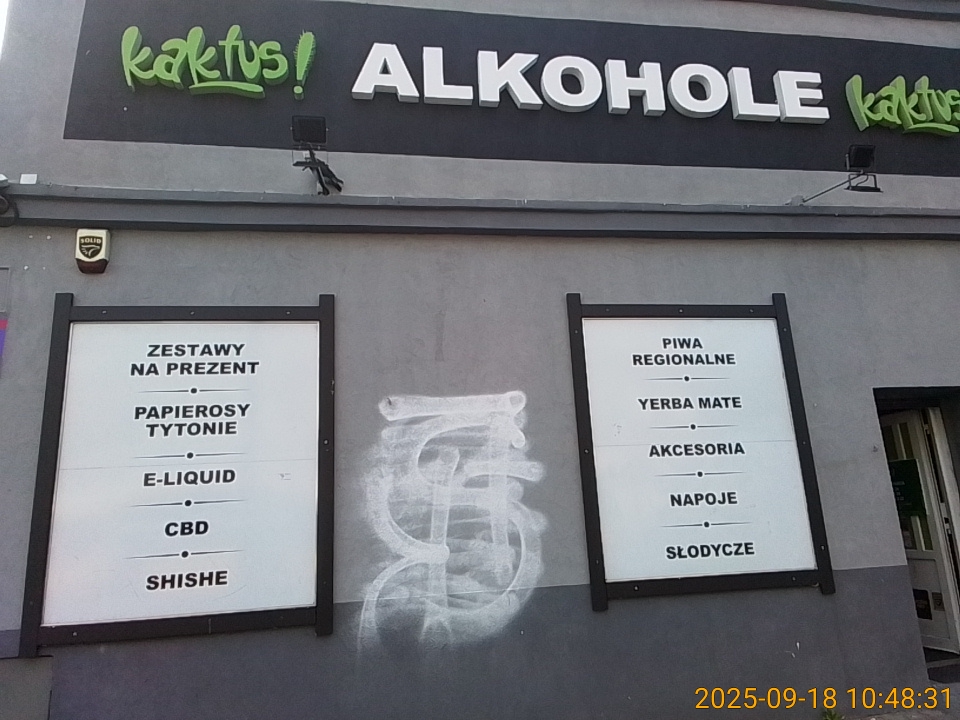 kaktus! ALKOHOLE kaktus
SOLID
ZESTAWY
NA PREZENT
PAPIEROSY
TYTONIE
E-LIQUID
CBD
SHISHE
PIWA
REGIONALNE
YERBA MATE
AKCESORIA
NAPOJE
SŁODYCZE
2025-09-18 10:48:31